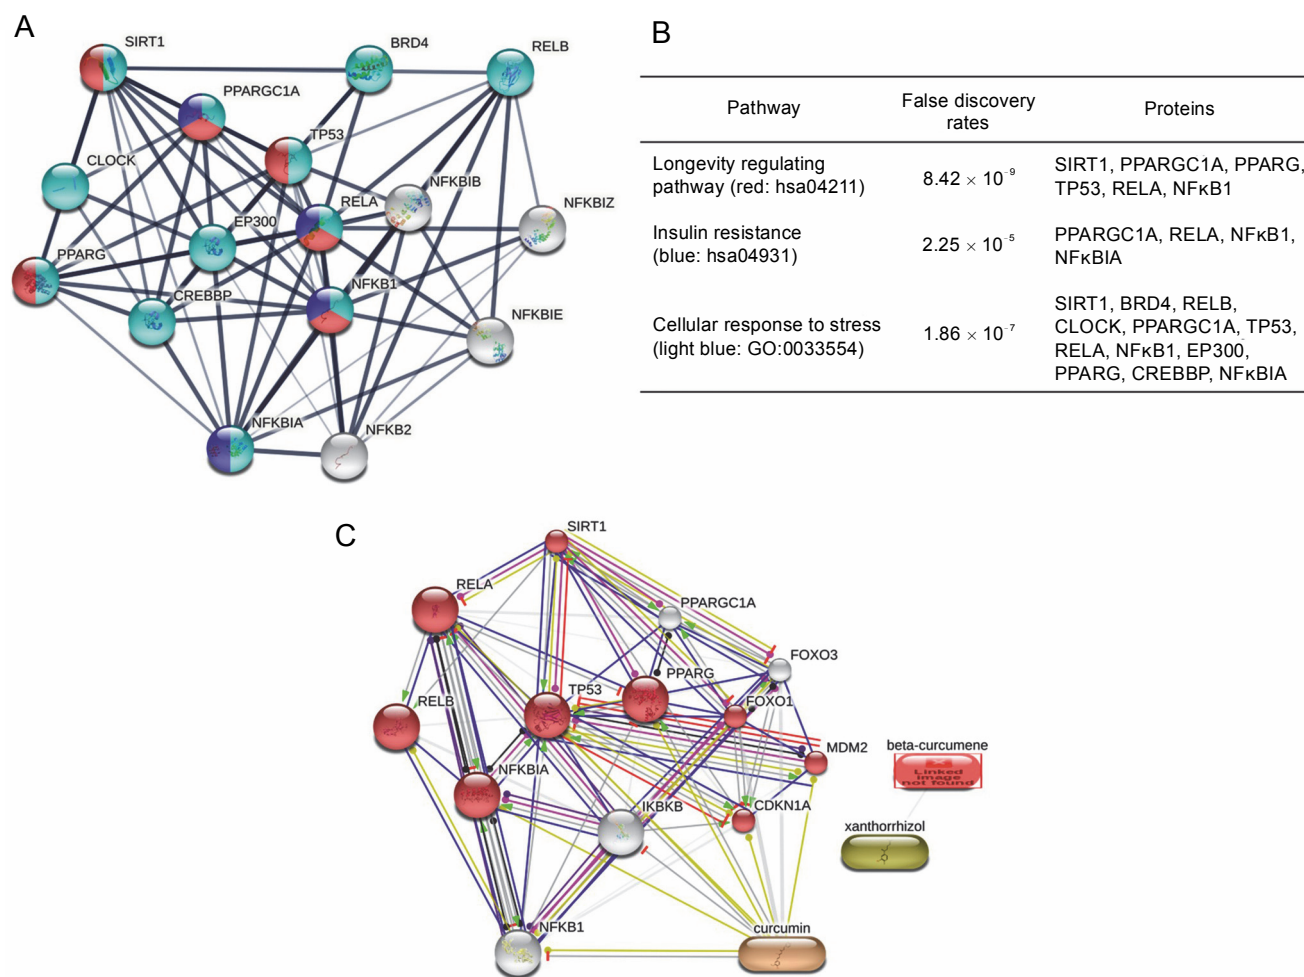 A
SIRT1
BRD4
RELB
PPARGC1A
TP53
CLOCK
NFKBIB
RELA
NFKBIZ
EP300
PPARG
CREBBP
NFKB1
NFKBIE
NFKBIA
NFKB2
B
Pathway
False discovery
rates
Proteins
Longevity regulating
pathway (red: hsa04211)
8.42 × 10⁻⁹
SIRT1, PPARGC1A, PPARG,
TP53, RELA, NFκB1
Insulin resistance
(blue: hsa04931)
2.25 × 10⁻⁵
PPARGC1A, RELA, NFκB1,
NFκBIA
Cellular response to stress
(light blue: GO:0033554)
1.86 × 10⁻⁷
SIRT1, BRD4, RELB,
CLOCK, PPARGC1A, TP53,
RELA, NFκB1, EP300,
PPARG, CREBBP, NFκBIA
C
SIRT1
RELA
PPARGC1A
FOXO3
PPARG
TP53
RELB
FOXO1
MDM2
beta-curcumene
Linked
image
not found
NFKBIA
IKBKB
CDKN1A
xanthorrhizol
NFKB1
curcumin